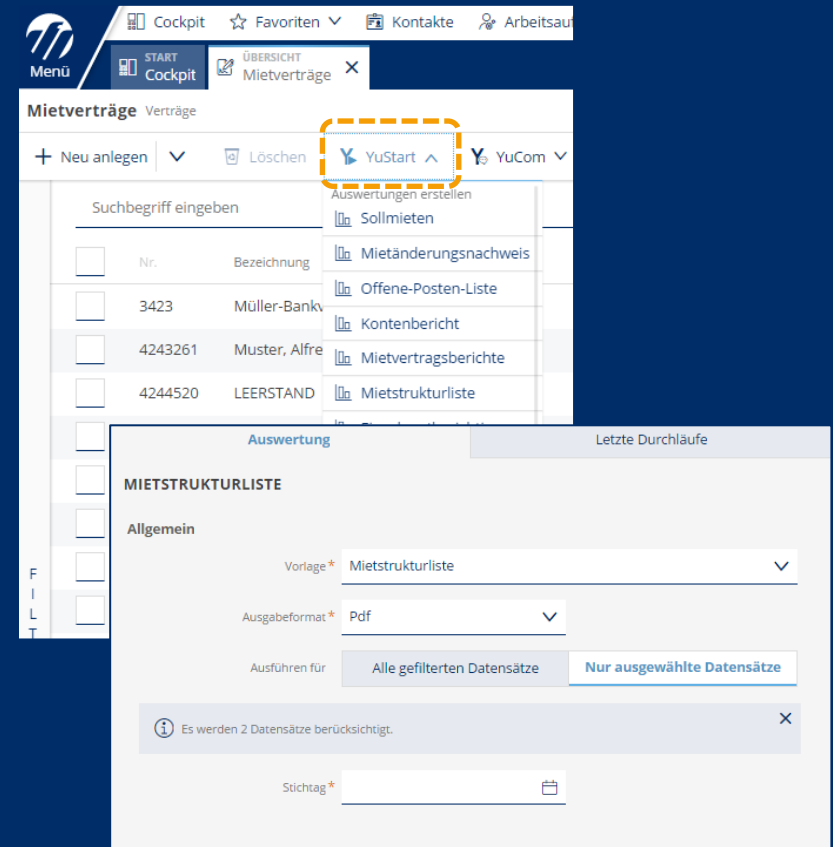 Cockpit Favoriten Kontakte Arbeitsauf
Menü
START
Cockpit
ÜBERSICHT
Mietverträge
Mietverträge Verträge
Neu anlegen Löschen YuStart YuCom
Auswertungen erstellen
Suchbegriff eingeben
Sollmieten
Mietänderungsnachweis
Nr. Bezeichnung
Offene-Posten-Liste
3423 Müller-Bankv
Kontenbericht
4243261 Muster, Alfre
Mietvertragsberichte
4244520 LEERSTAND
Mietstrukturliste
F
I
L
T
Auswertung Letzte Durchläufe
MIETSTRUKTURLISTE
Allgemein
Vorlage* Mietstrukturliste
Ausgabeformat* Pdf
Ausführen für Alle gefilterten Datensätze Nur ausgewählte Datensätze
Es werden 2 Datensätze berücksichtigt.
Stichtag*